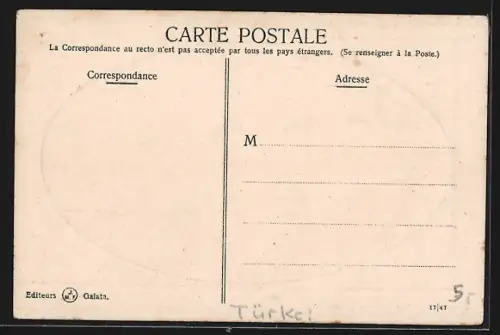 CARTE POSTALE
La Correspondance au recto n'est pas acceptée par tous les pays étrangers. (Se renseigner à la Poste.)
Correspondance
Adresse
M
Editeurs Galata.
5,-
17/47
Türkei